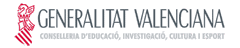 GENERALITAT VALENCIANA
CONSELLERIA D'EDUCACIÓ, INVESTIGACIÓ, CULTURA I ESPORT